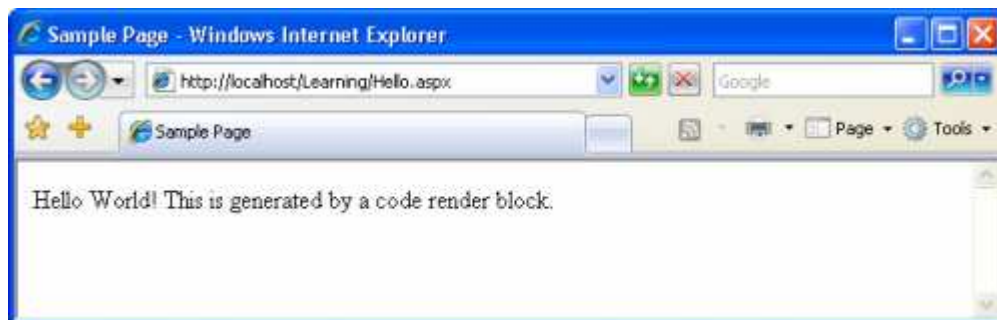 Sample Page - Windows Internet Explorer
http://localhost/Learning/Hello.aspx
Google
Sample Page
Page
Tools
Hello World! This is generated by a code render block.